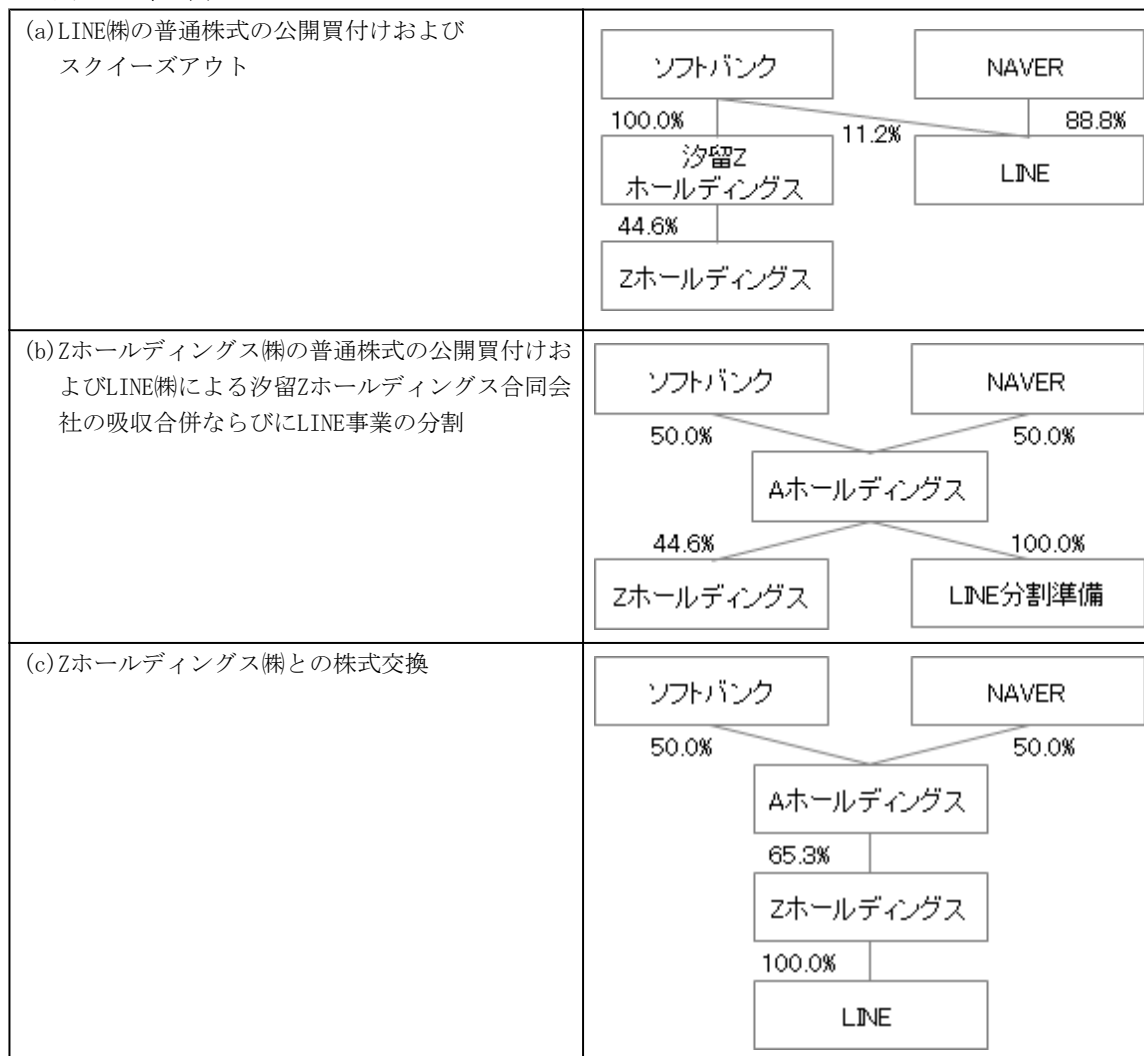 (a)LINE㈱の普通株式の公開買付けおよび
スクイーズアウト
ソフトバンク
NAVER
100.0%
11.2%
88.8%
汐留Z
ホールディングス
LINE
44.6%
Zホールディングス
(b)Zホールディングス㈱の普通株式の公開買付けお
よびLINE㈱による汐留Zホールディングス合同会
社の吸収合併ならびにLINE事業の分割
ソフトバンク
NAVER
50.0%
50.0%
Aホールディングス
44.6%
100.0%
Zホールディングス
LINE分割準備
(c)Zホールディングス㈱との株式交換
ソフトバンク
NAVER
50.0%
50.0%
Aホールディングス
65.3%
Zホールディングス
100.0%
LINE